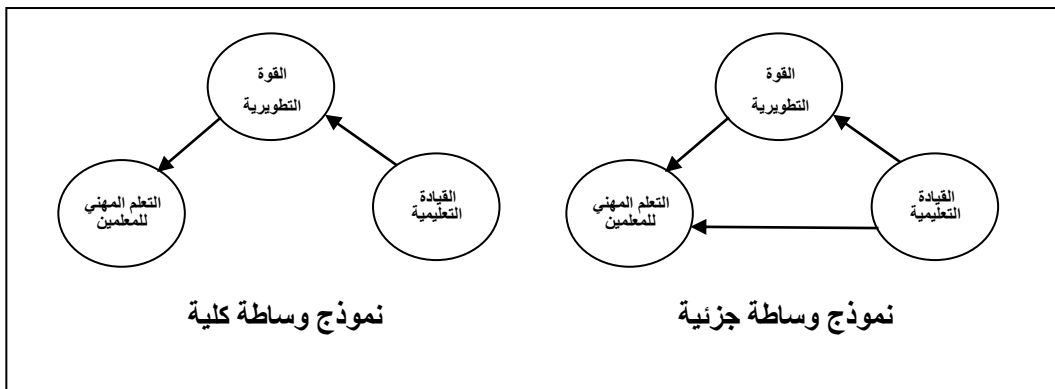 القوة
التطويرية
القيادة
التعليمية
التعلم المهني
للمعلمين
نموذج وساطة جزئية
القوة
التطويرية
القيادة
التعليمية
التعلم المهني
للمعلمين
نموذج وساطة كلية